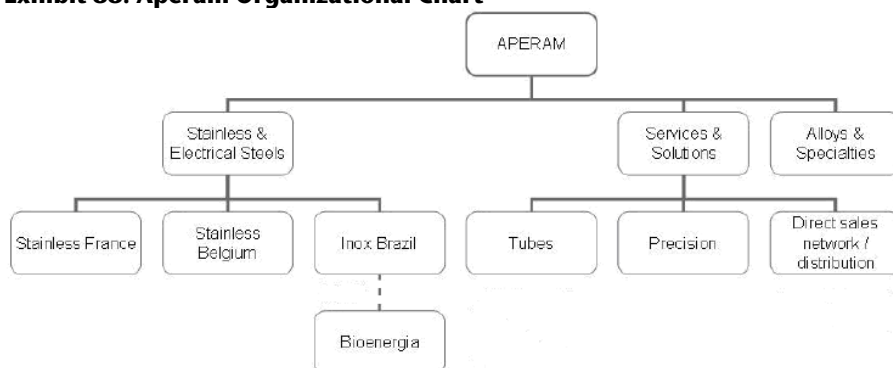 Exhibit 88: Aperam Organizational Chart
APERAM
Stainless &
Electrical Steels
Services &
Solutions
Alloys &
Specialties
Stainless France
Stainless
Belgium
Inox Brazil
Tubes
Precision
Direct sales
network /
distribution
Bioenergia